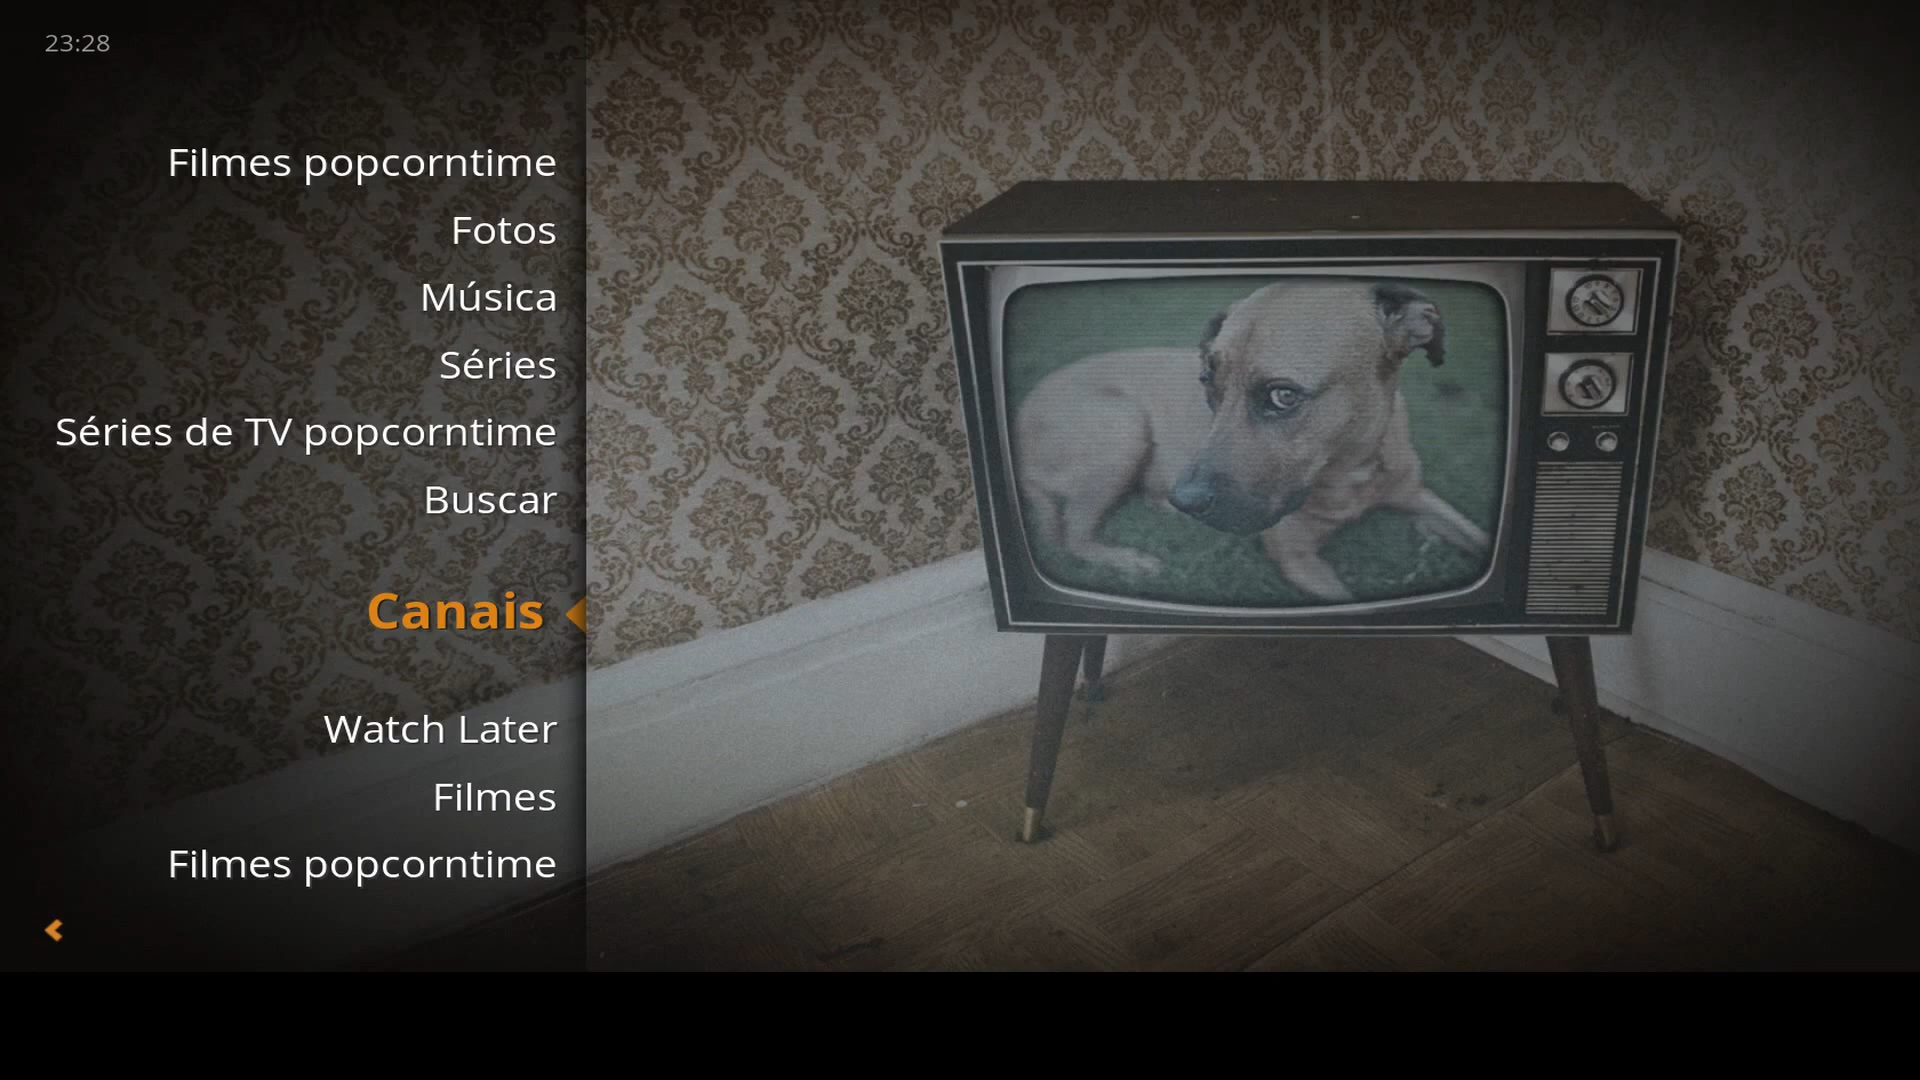 23:28
Filmes popcorntime
Fotos
Música
Séries
Séries de TV popcorntime
Buscar
Canais
Watch Later
Filmes
Filmes popcorntime